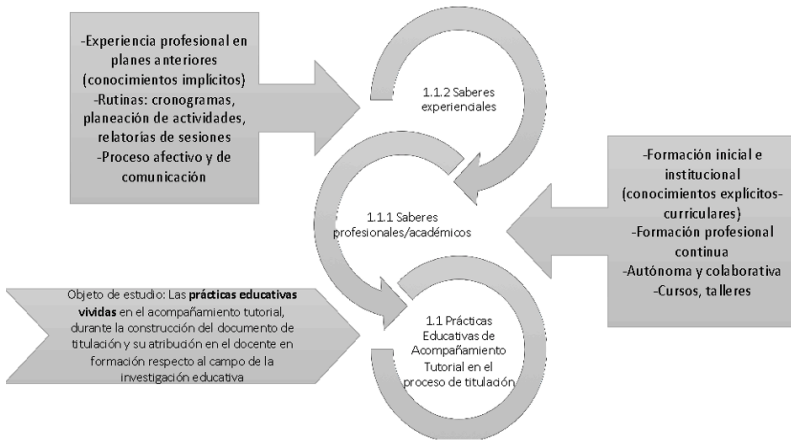 -Experiencia profesional en
planes anteriores
(conocimientos implícitos)
-Rutinas: cronogramas,
planeación de actividades,
relatorías de sesiones
-Proceso afectivo y de
comunicación
1.1.2 Saberes
experienciales
-Formación inicial e
institucional
(conocimientos explícitos-
curriculares)
-Formación profesional
continua
-Autónoma y colaborativa
-Cursos, talleres
1.1.1 Saberes
profesionales/académicos
Objeto de estudio: Las prácticas educativas
vividas en el acompañamiento tutorial,
durante la construcción del documento de
titulación y su atribución en el docente en
formación respecto al campo de la
investigación educativa
1.1 Prácticas
Educativas de
Acompañamiento
Tutorial en el
proceso de titulación